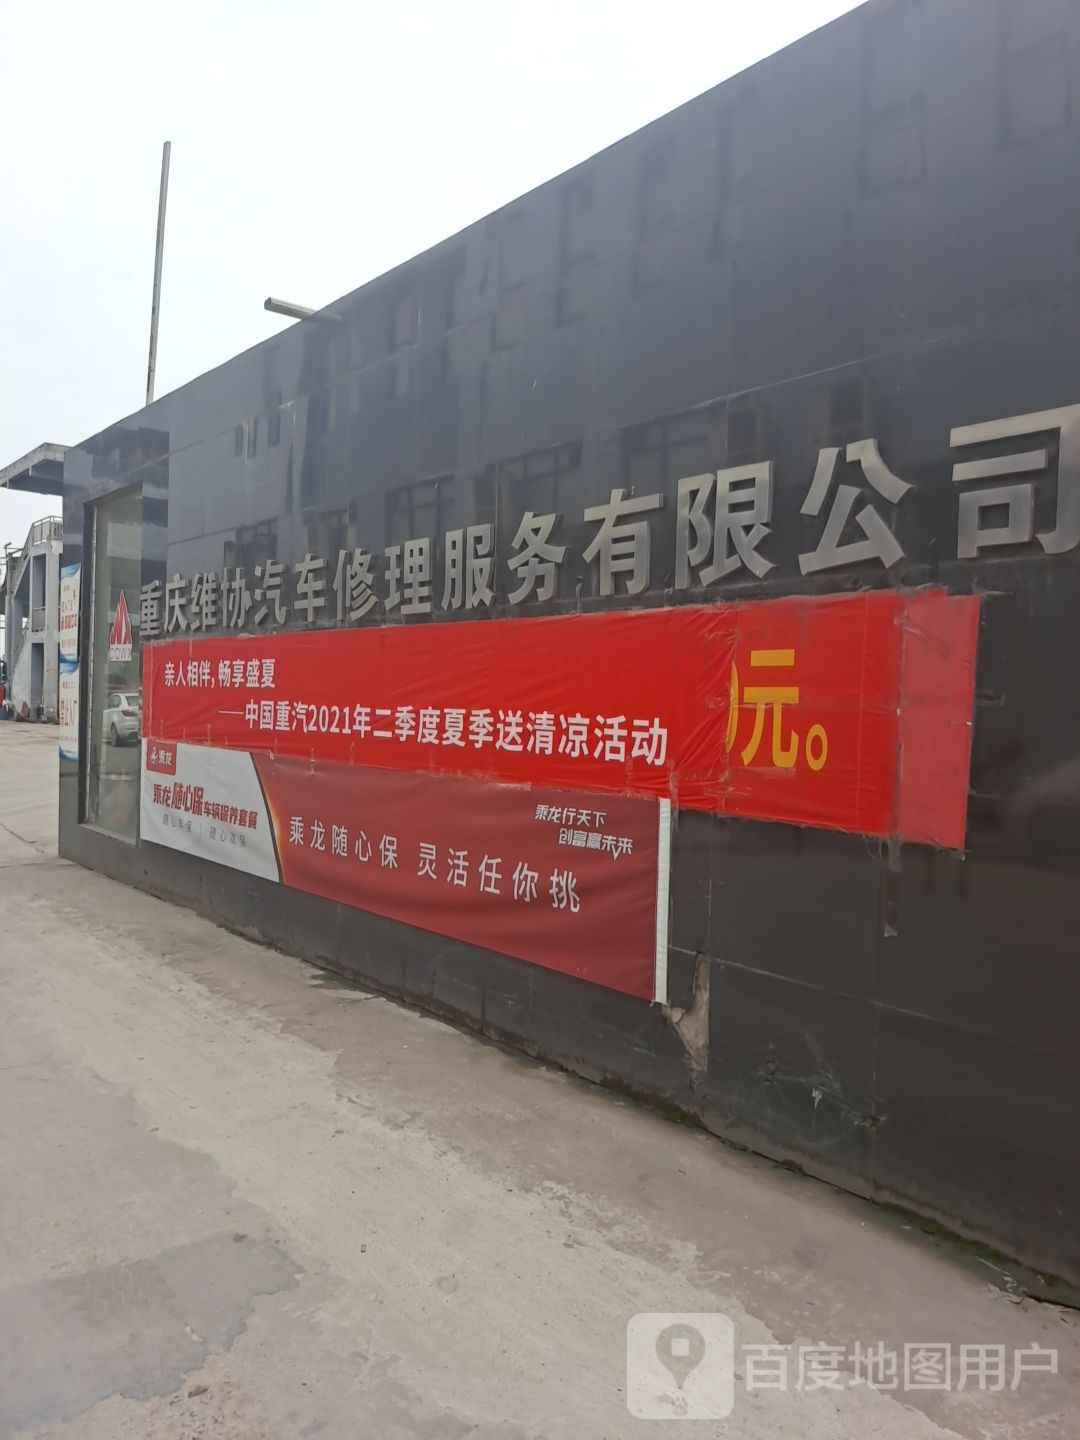 重庆维协汽车修理服务有限公司
CQWX
亲人相伴,畅享盛夏
——中国重汽2021年二季度夏季送清凉活动
元。
乘龙
乘龙随心保车辆保养套餐
随心车保 | 随心次保
乘龙随心保 灵活任你挑
乘龙行天下
创富赢未来
百度地图用户